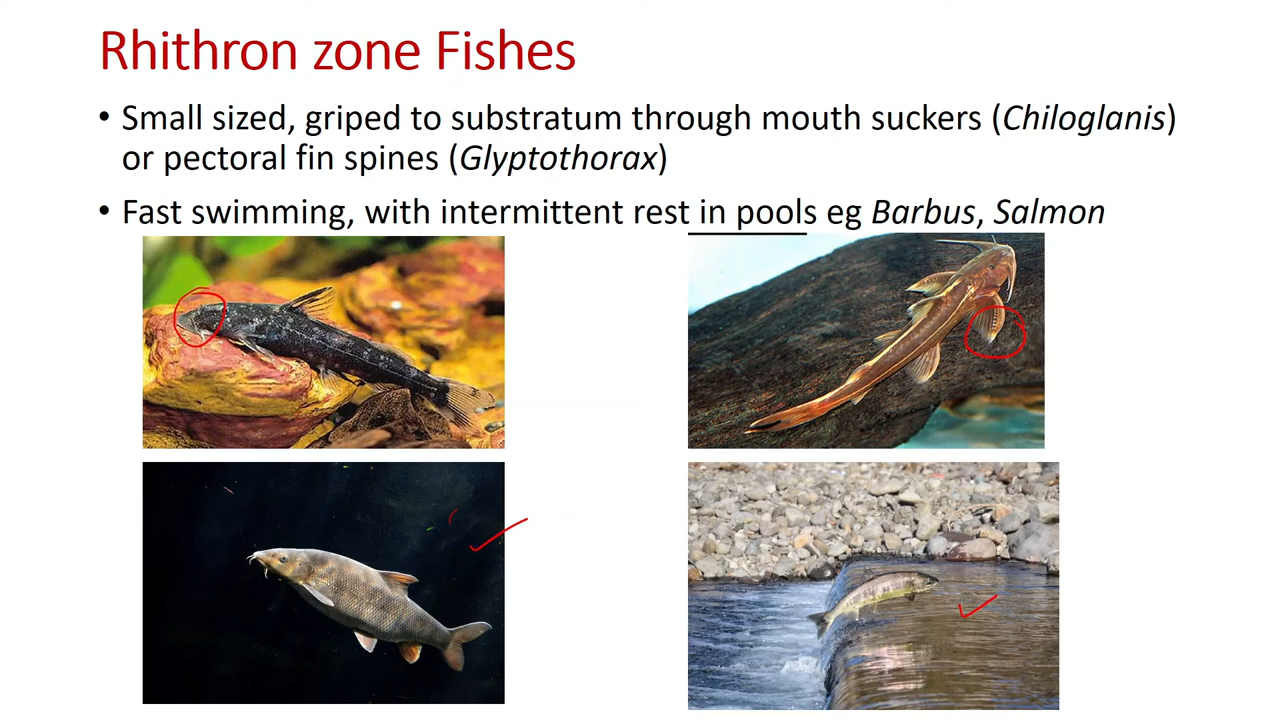 Rhithron zone Fishes
• Small sized, griped to substratum through mouth suckers (Chiloglanis)
or pectoral fin spines (Glyptothorax)
• Fast swimming, with intermittent rest in pools eg Barbus, Salmon